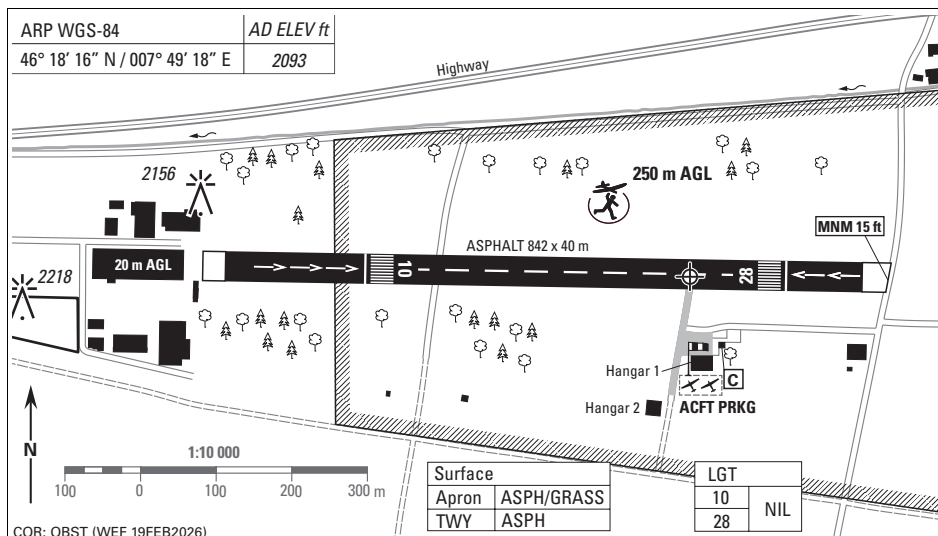 ARP WGS-84 AD ELEV ft
46° 18' 16” N / 007° 49' 18” E 2093
Highway
2156
250 m AGL
MNM 15 ft
ASPHALT 842 x 40 m
20 m AGL
10
28
2218
Hangar 1
C
Hangar 2
ACFT PRKG
N
1:10 000
100 0 100 200 300 m
Surface
Apron ASPH/GRASS
TWY ASPH
LGT
10 NIL
28
COR: OBST (WEF 19FEB2026)